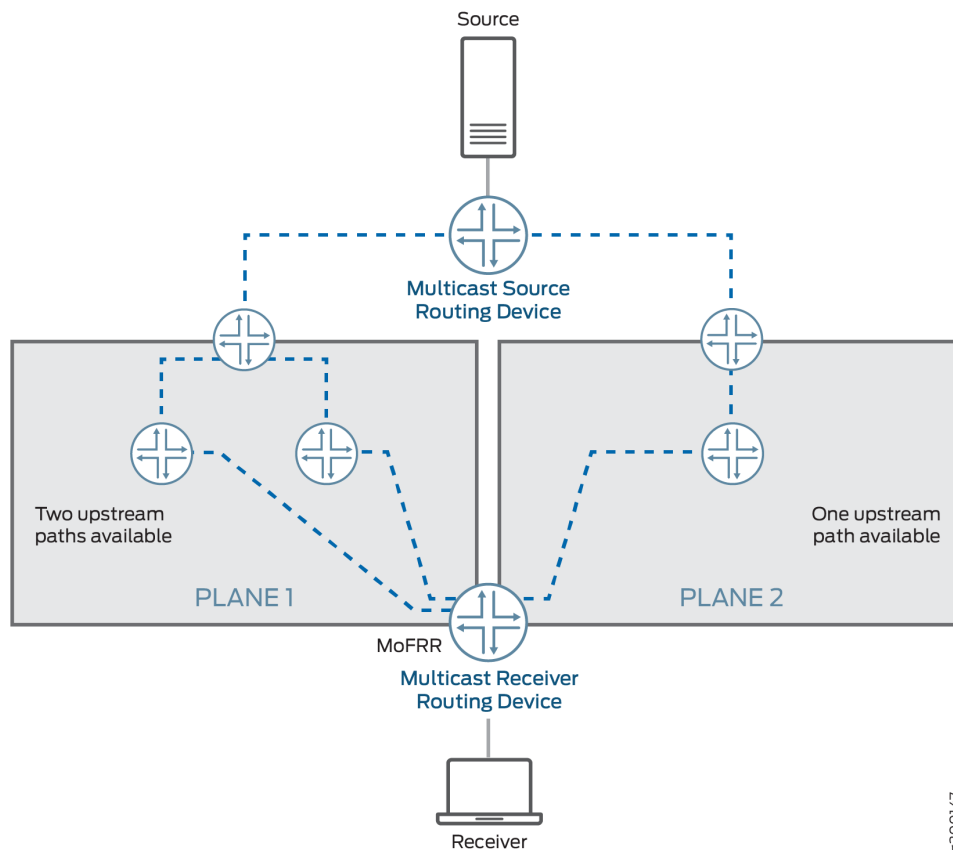 Source
Multicast Source
Routing Device
Two upstream
paths available
One upstream
path available
PLANE 1
PLANE 2
MoFRR
Multicast Receiver
Routing Device
Receiver